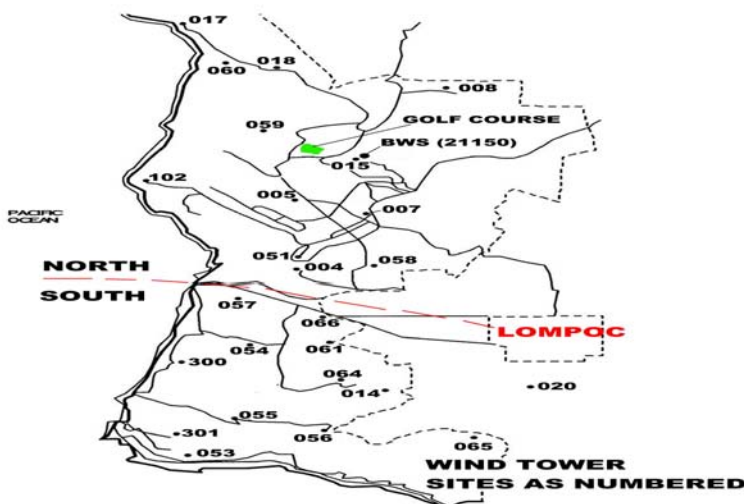 017
060
018
008
059
GOLF COURSE
BWS (21150)
015
102
005
007
PACIFIC
OCEAN
051
004
058
NORTH
SOUTH
057
066
LOMPOC
054
061
300
064
014
020
055
056
301
053
065
WIND TOWER
SITES AS NUMBERED